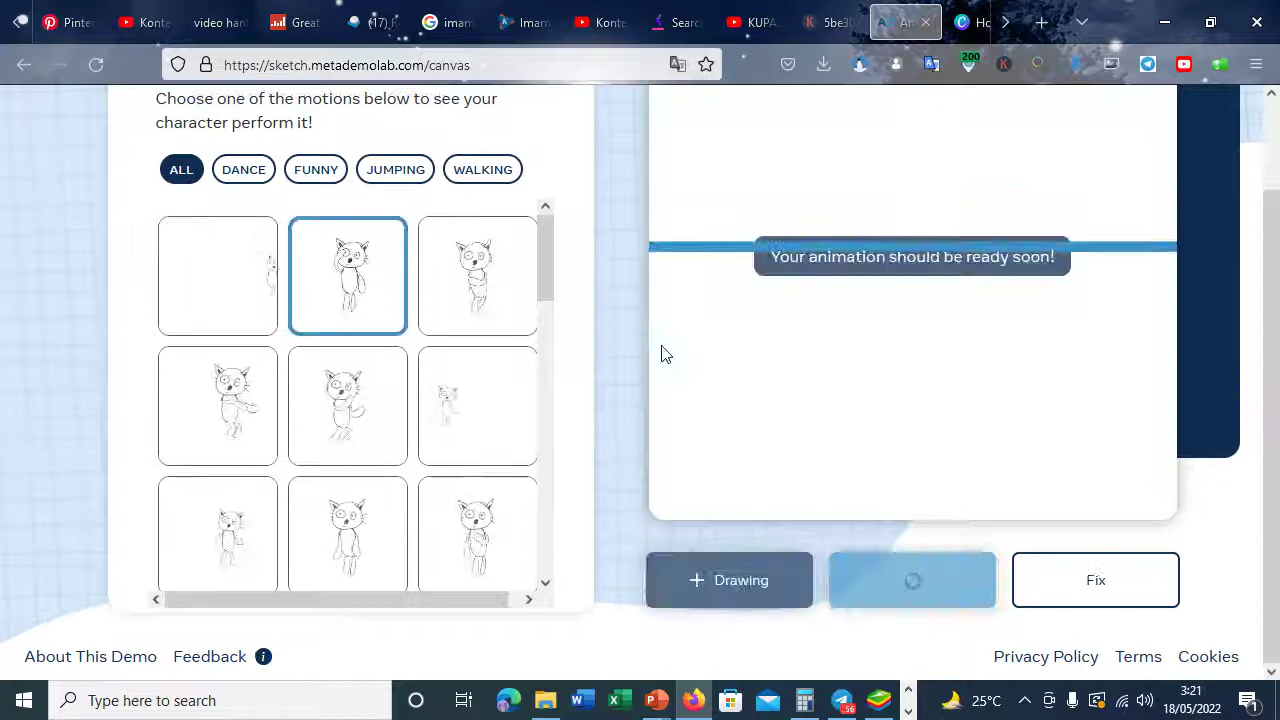 Pinter
Konte
video han
Great
(17)
imam
Imam
Konte
Searc
KUPA
5be30
An
Ho
https://sketch.metademolab.com/canvas
200
Choose one of the motions below to see your
character perform it!
ALL DANCE FUNNY JUMPING WALKING
Your animation should be ready soon!
+ Drawing
Fix
About This Demo Feedback i
Privacy Policy Terms Cookies
Type here to search
56
25°C
3:21
18/05/2022
1